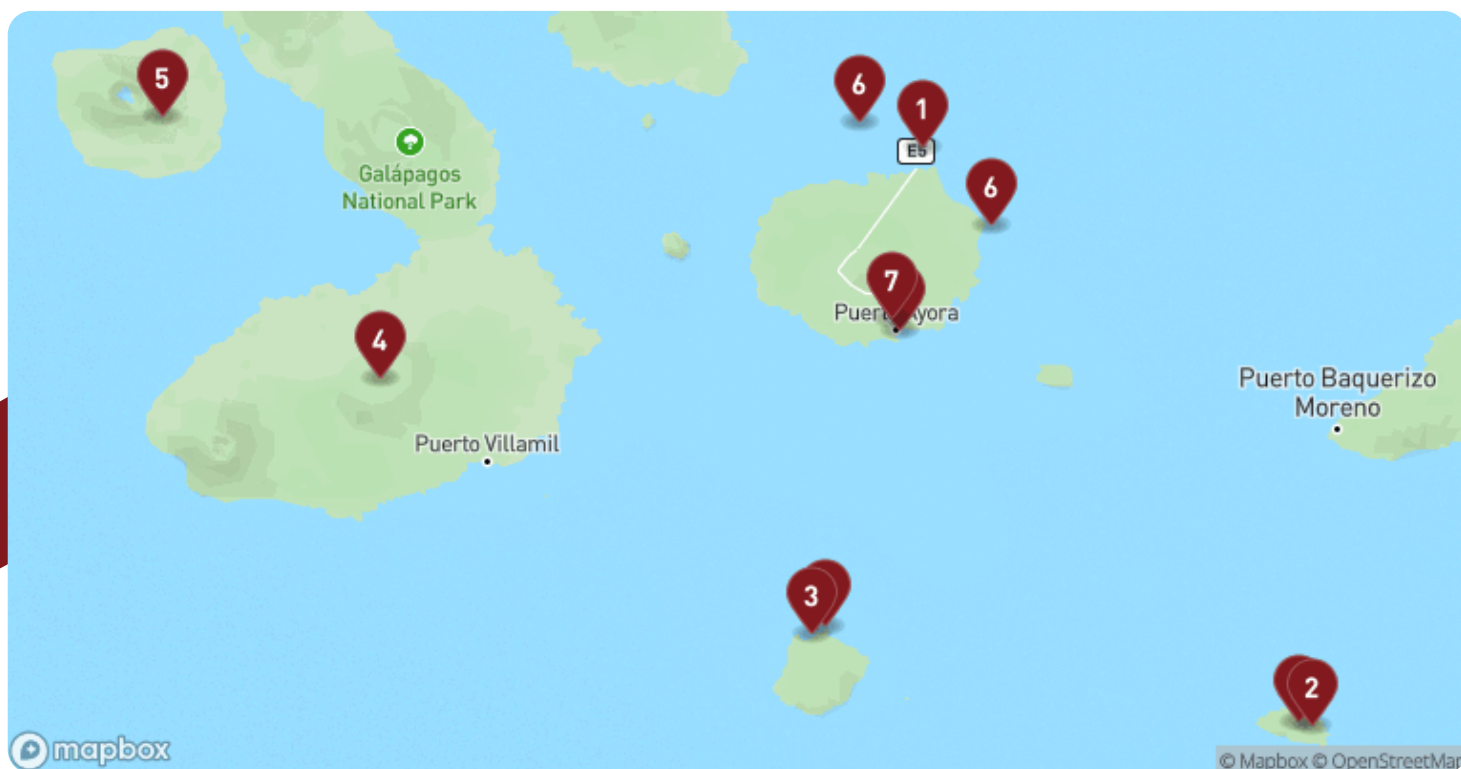 5
6
1
E5
Galápagos
National Park
6
7
Puerto Ayora
4
Puerto Baquerizo
Moreno
Puerto Villamil
3
2
mapbox
© Mapbox © OpenStreetMap